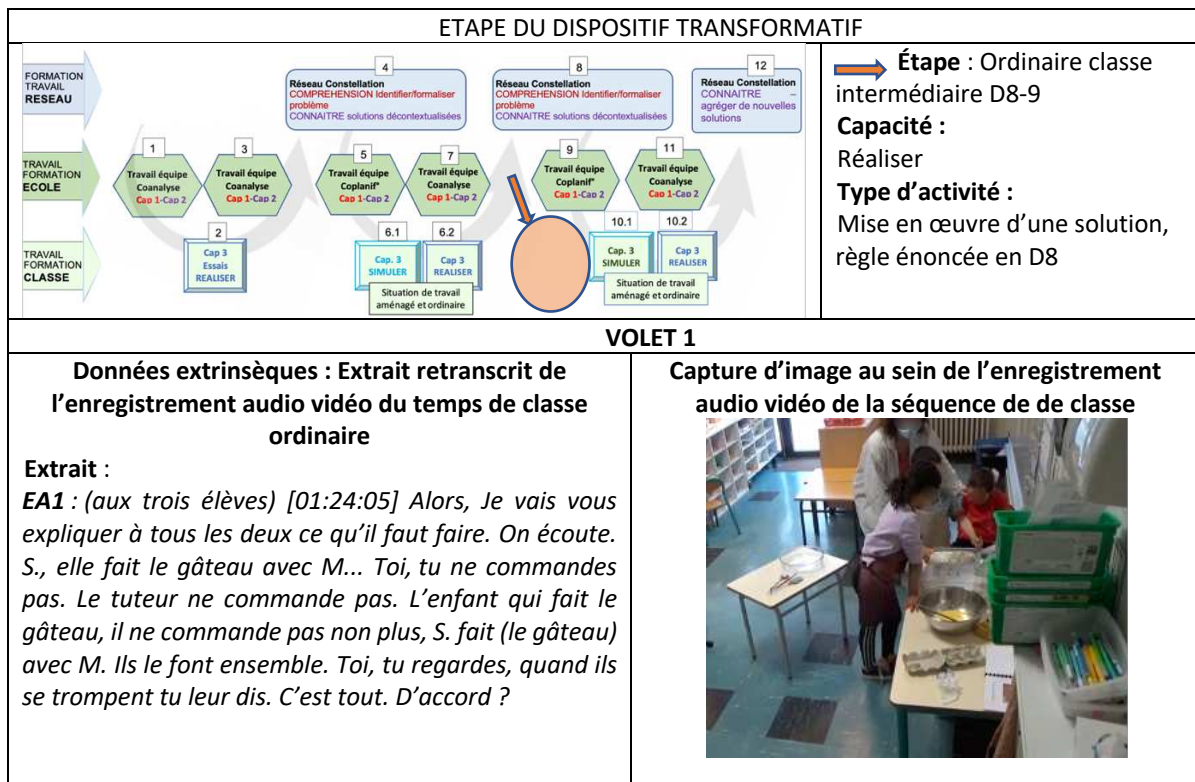 ETAPE DU DISPOSITIF TRANSFORMATIF
FORMATION
TRAVAIL
RESEAU
4
Réseau Constellation
COMPREHENSION Identifier/formaliser
problème
CONNAITRE solutions décontextualisées
8
Réseau Constellation
COMPREHENSION Identifier/formaliser
problème
CONNAITRE solutions décontextualisées
12
Réseau Constellation
CONNAITRE –
agréger de nouvelles
solutions
TRAVAIL
FORMATION
ECOLE
1
Travail équipe
Coanalyse
Cap 1-Cap 2
3
Travail équipe
Coanalyse
Cap 1-Cap 2
5
Travail équipe
Coplanif°
Cap 1-Cap 2
7
Travail équipe
Coanalyse
Cap 1-Cap 2
9
Travail équipe
Coplanif°
Cap 1-Cap 2
11
Travail équipe
Coanalyse
Cap 1-Cap 2
TRAVAIL
FORMATION
CLASSE
2
Cap 3
Essais
REALISER
6.1
Cap. 3
SIMULER
6.2
Cap 3
REALISER
Situation de travail
aménagé et ordinaire
10.1
Cap. 3
SIMULER
10.2
Cap 3
REALISER
Situation de travail
aménagé et ordinaire
Étape : Ordinaire classe
intermédiaire D8-9
Capacité :
Réaliser
Type d’activité :
Mise en œuvre d’une solution,
règle énoncée en D8
VOLET 1
Données extrinsèques : Extrait retranscrit de
l’enregistrement audio vidéo du temps de classe
ordinaire
Extrait :
EA1 : (aux trois élèves) [01:24:05] Alors, Je vais vous
expliquer à tous les deux ce qu’il faut faire. On écoute.
S., elle fait le gâteau avec M... Toi, tu ne commandes
pas. Le tuteur ne commande pas. L’enfant qui fait le
gâteau, il ne commande pas non plus, S. fait (le gâteau)
avec M. Ils le font ensemble. Toi, tu regardes, quand ils
se trompent tu leur dis. C’est tout. D’accord ?
Capture d’image au sein de l’enregistrement
audio vidéo de la séquence de de classe